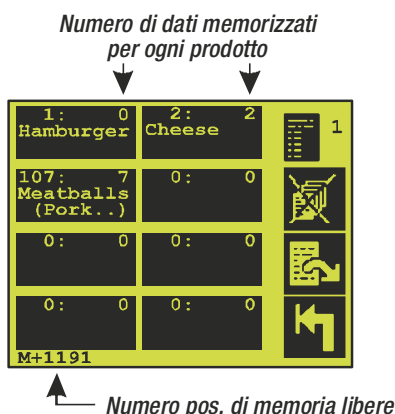 Numero di dati memorizzati
per ogni prodotto
1: 0
Hamburger
2: 2
Cheese
1
107: 7
Meatballs
(Pork..)
0: 0
0: 0
0: 0
0: 0
0: 0
M+1191
Numero pos. di memoria libere